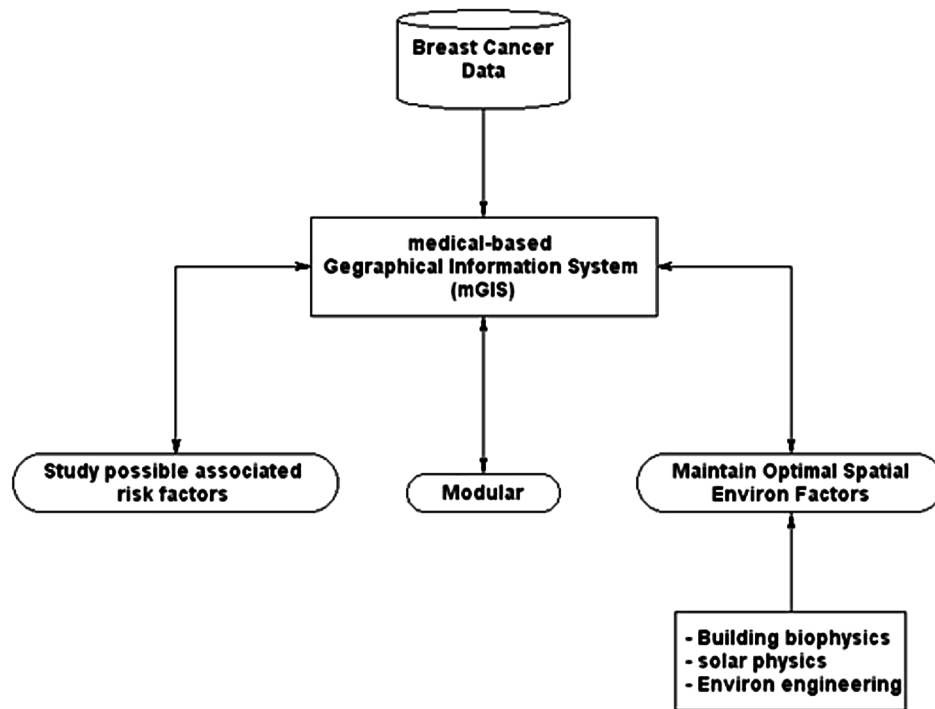 Breast Cancer
Data
medical-based
Gegraphical Information System
(mGIS)
Study possible associated
risk factors
Modular
Maintain Optimal Spatial
Environ Factors
- Building biophysics
- solar physics
- Environ engineering